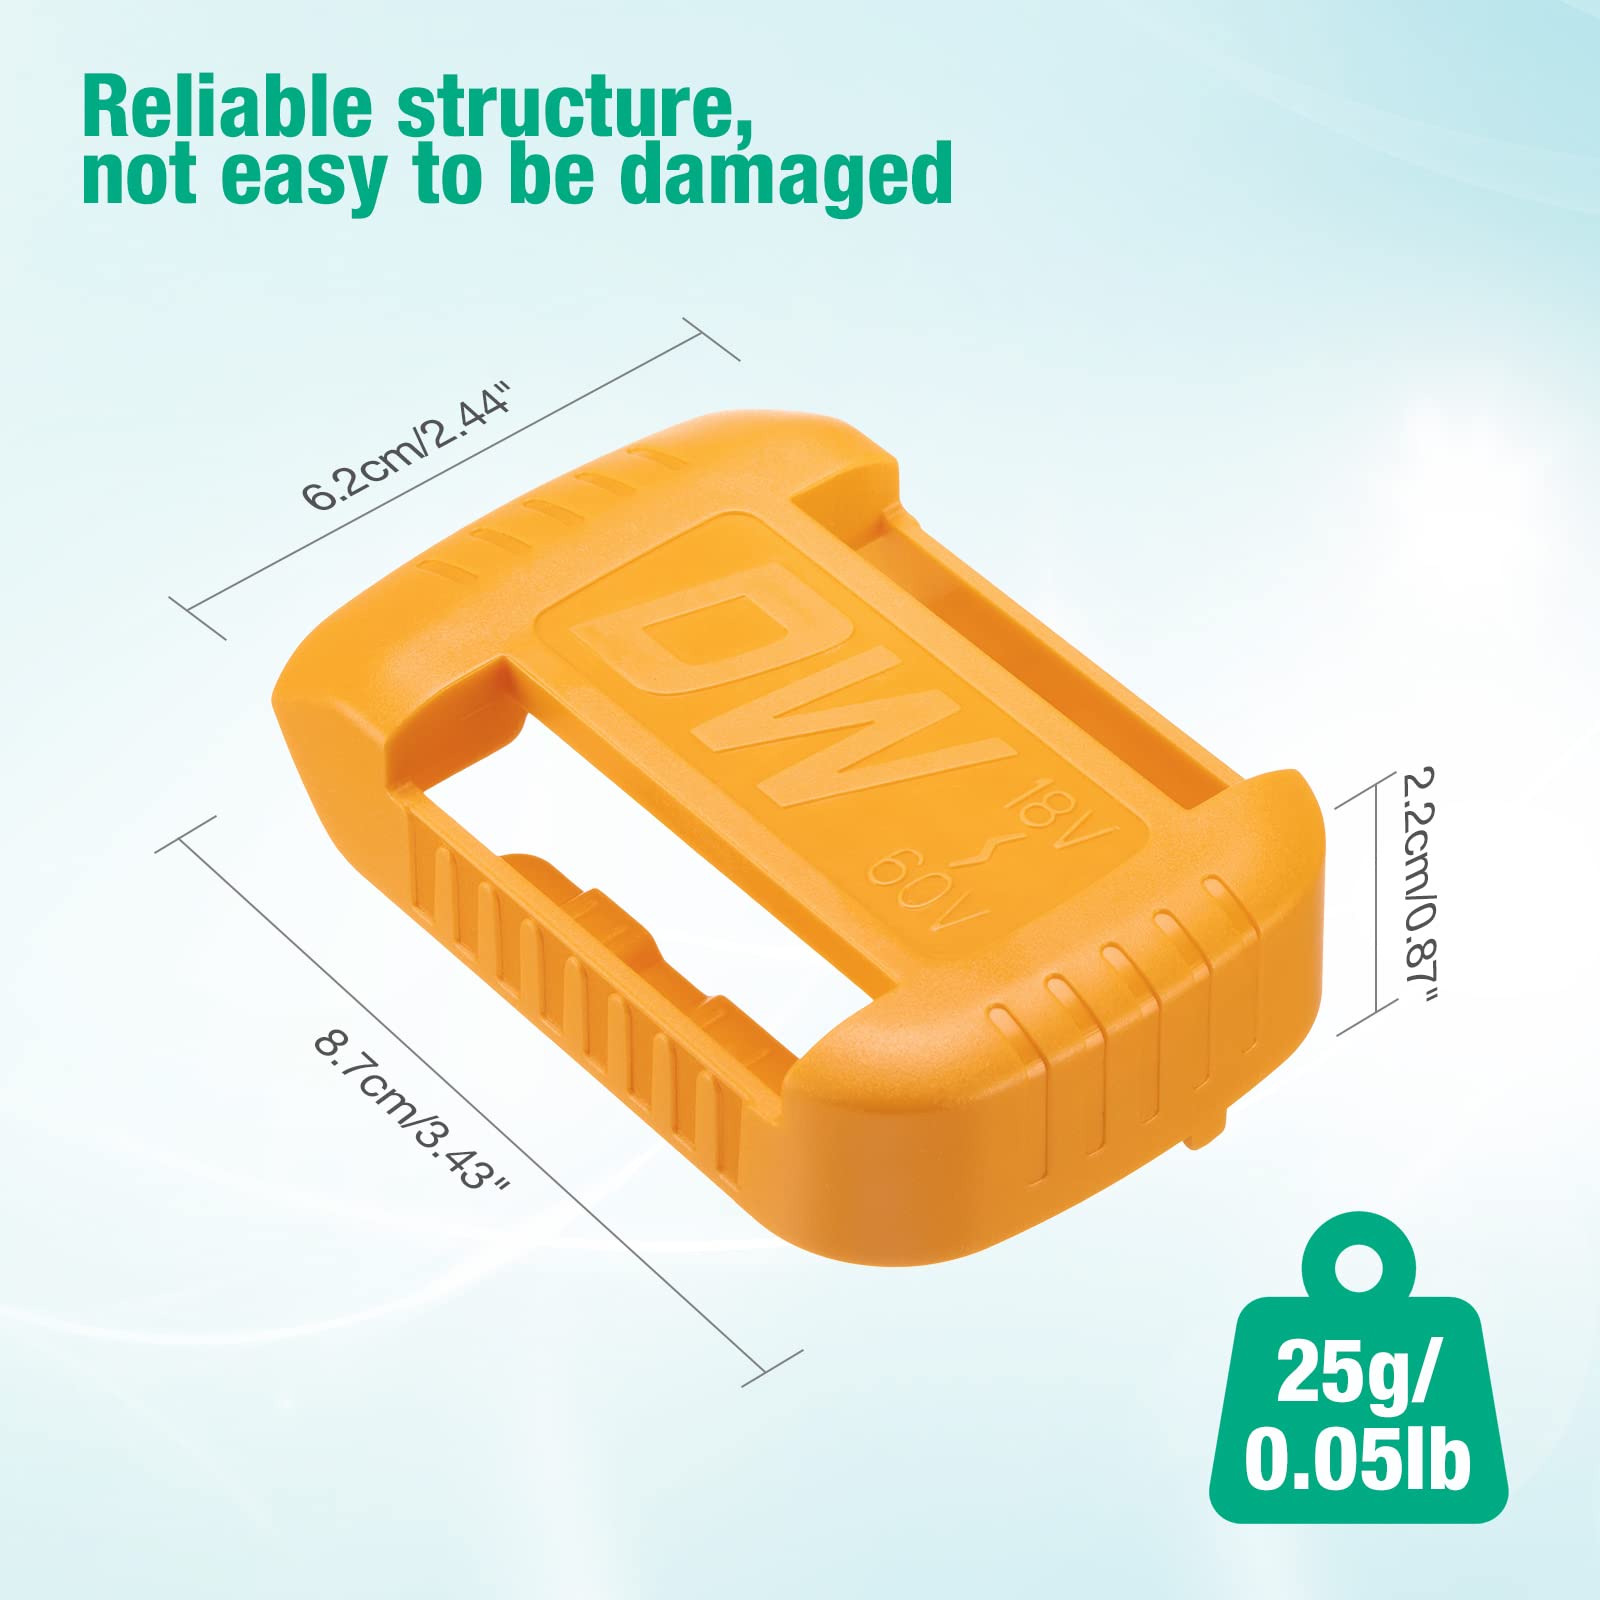 Reliable structure,
not easy to be damaged
6.2cm/2.44"
DW
18V
~
60V
2.2cm/0.87"
8.7cm/3.43"
25g/
0.05lb